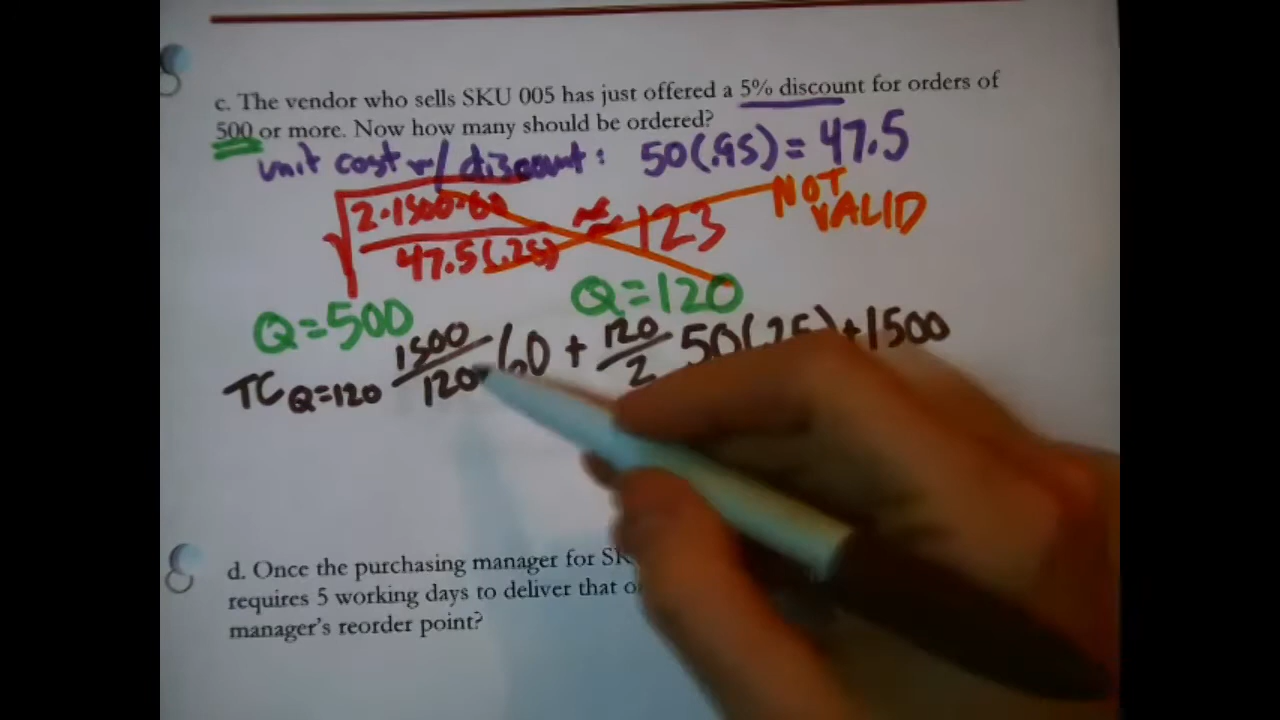 c. The vendor who sells SKU 005 has just offered a 5% discount for orders of
500 or more. Now how many should be ordered?
unit cost w/ discount: 50(.95) = 47.5
√ 2·1500·60 / 47.5(.25) ≈ 123 NOT VALID
Q=500 Q=120
TC Q=120 1500/120 60 + 120/2 50(.25) + 1500
d. Once the purchasing manager for
requires 5 working days to deliver that
manager's reorder point?